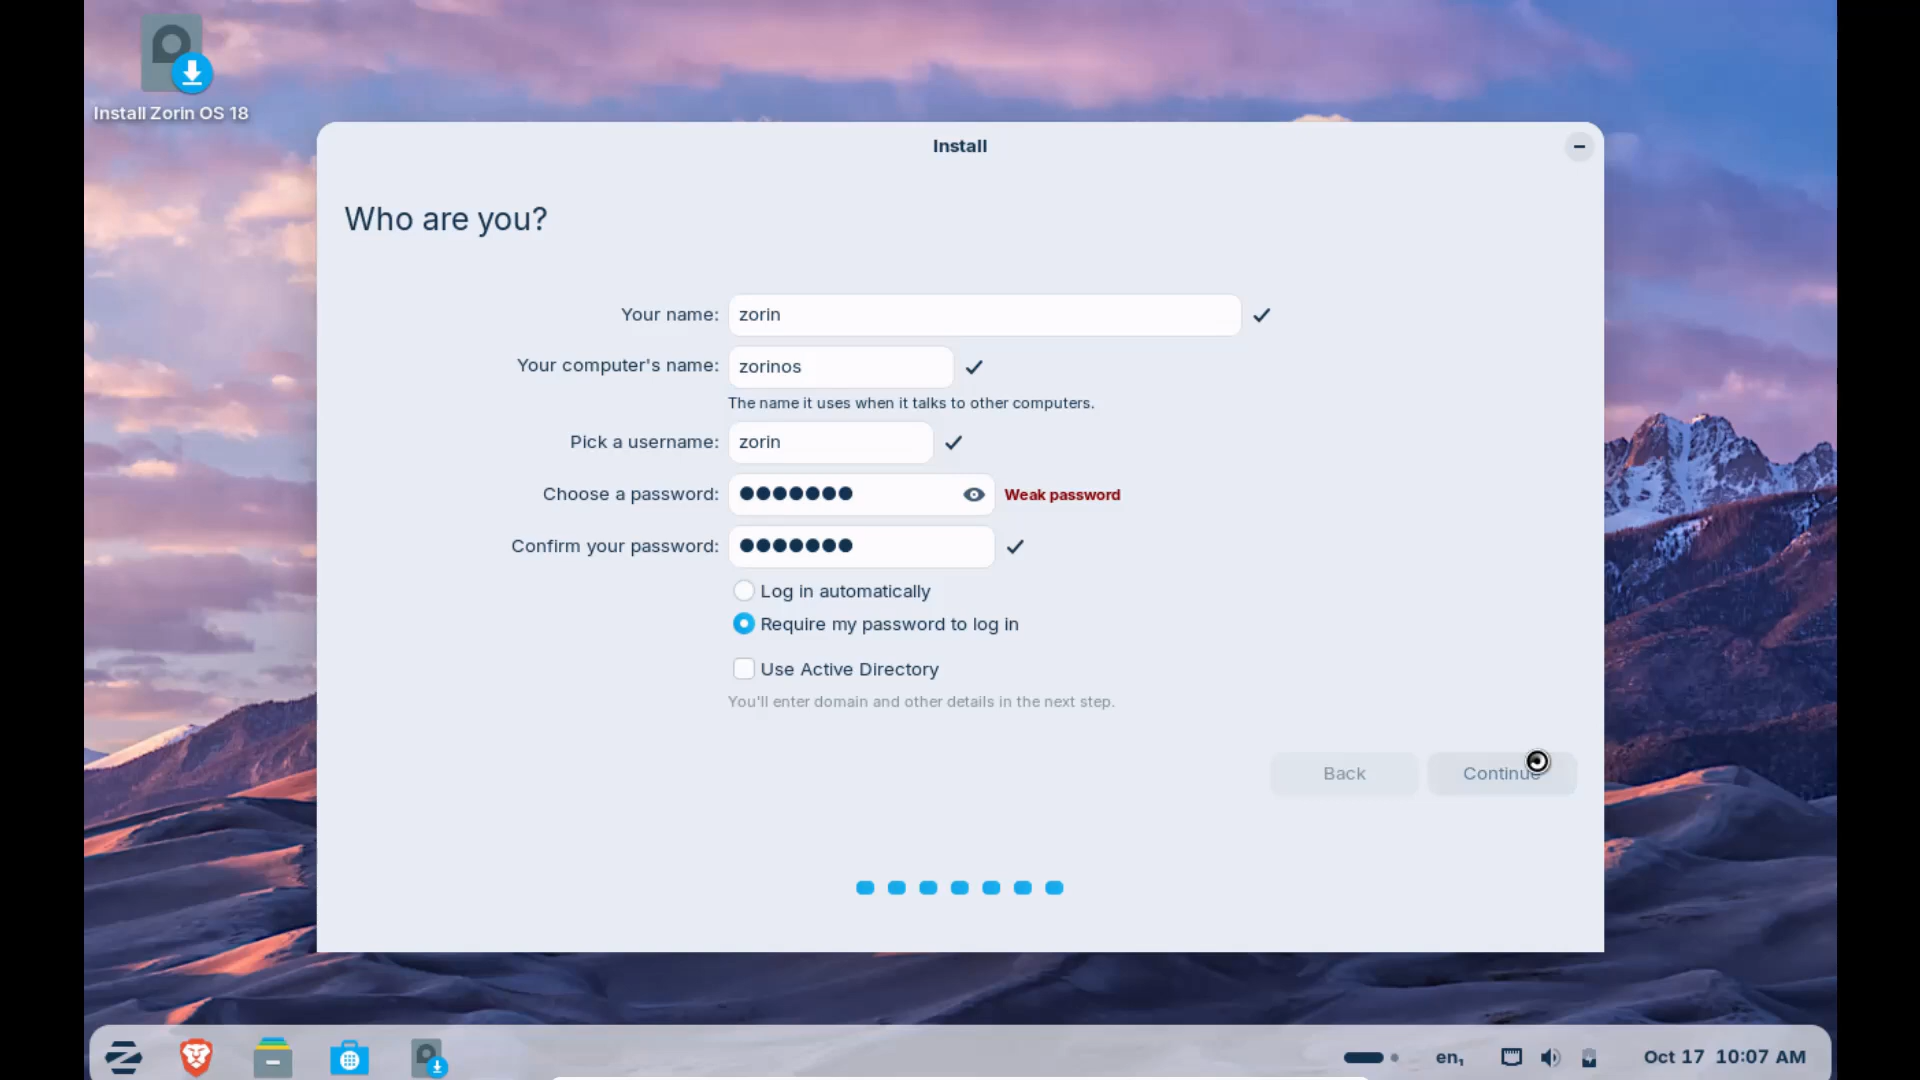 Install Zorin OS 18
Install
Who are you?
Your name: zorin
Your computer's name: zorinos
The name it uses when it talks to other computers.
Pick a username: zorin
Choose a password: ●●●●●●● Weak password
Confirm your password: ●●●●●●●
Log in automatically
Require my password to log in
Use Active Directory
You'll enter domain and other details in the next step.
Back Continue
en₁ Oct 17 10:07 AM